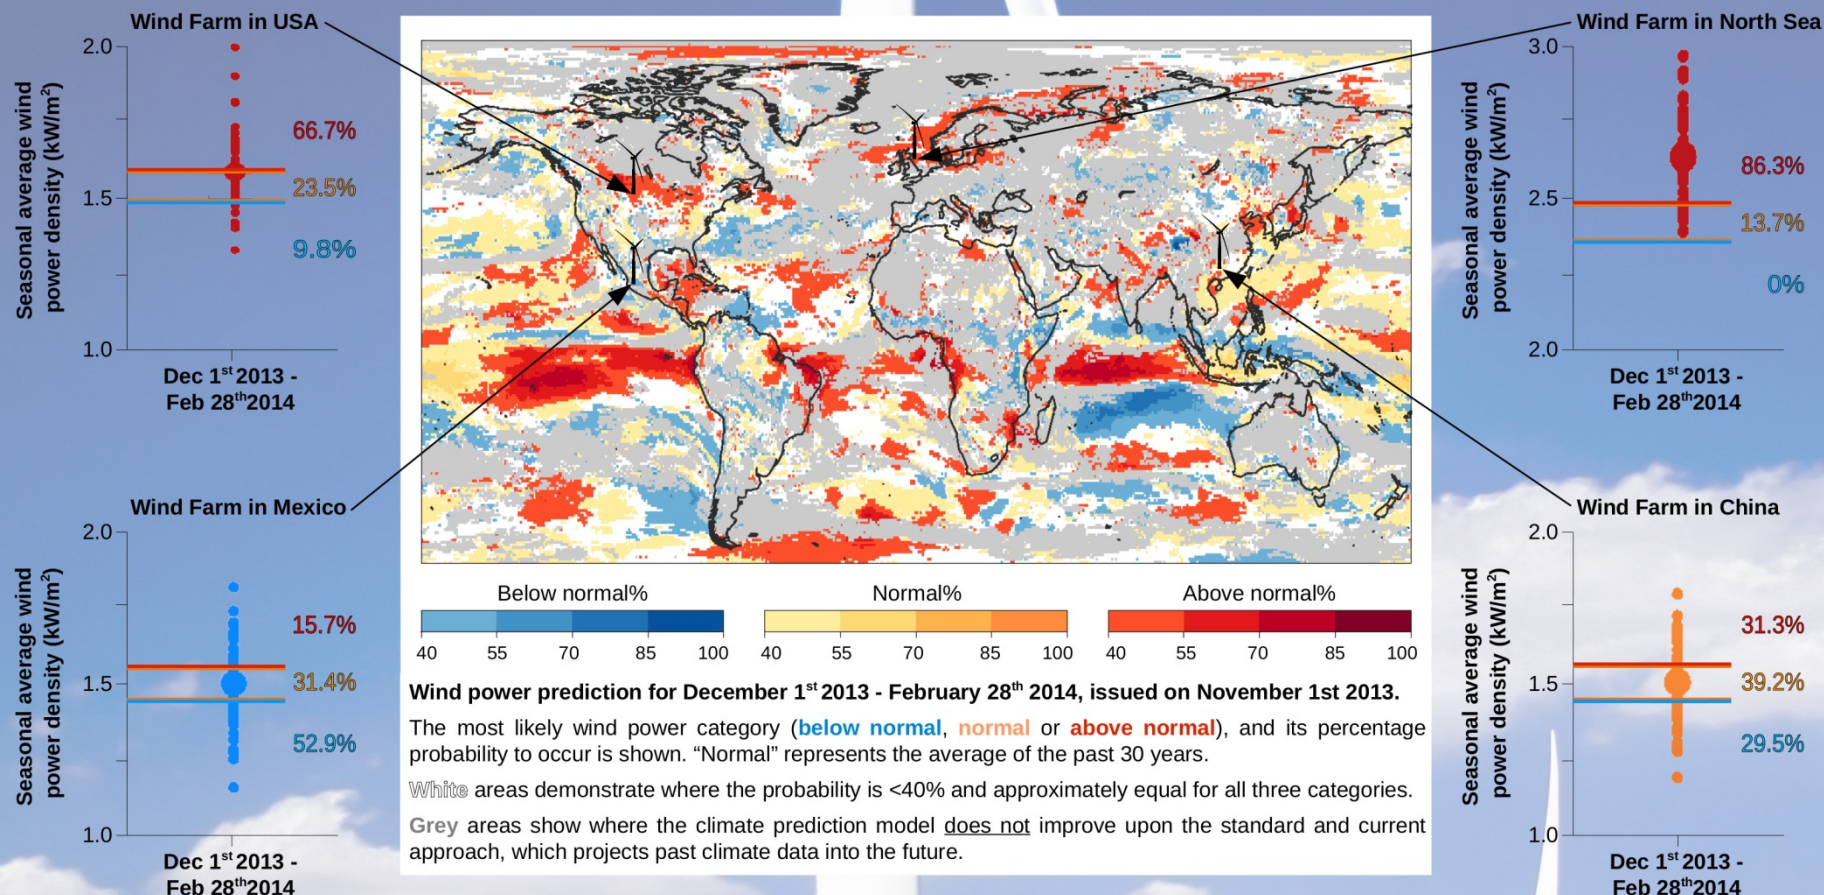 Wind Farm in USA
2.0
1.5
1.0
Seasonal average wind
power density (kW/m²)
66.7%
23.5%
9.8%
Dec 1st 2013 -
Feb 28th2014
Wind Farm in Mexico
2.0
1.5
1.0
Seasonal average wind
power density (kW/m²)
15.7%
31.4%
52.9%
Dec 1st 2013 -
Feb 28th2014
Below normal%
40 55 70 85 100
Normal%
40 55 70 85 100
Above normal%
40 55 70 85 100
Wind power prediction for December 1st 2013 - February 28th 2014, issued on November 1st 2013.
The most likely wind power category (below normal, normal or above normal), and its percentage
probability to occur is shown. “Normal” represents the average of the past 30 years.
White areas demonstrate where the probability is <40% and approximately equal for all three categories.
Grey areas show where the climate prediction model does not improve upon the standard and current
approach, which projects past climate data into the future.
Wind Farm in North Sea
3.0
2.5
2.0
Seasonal average wind
power density (kW/m²)
86.3%
13.7%
0%
Dec 1st 2013 -
Feb 28th2014
Wind Farm in China
2.0
1.5
1.0
Seasonal average wind
power density (kW/m²)
31.3%
39.2%
29.5%
Dec 1st 2013 -
Feb 28th2014